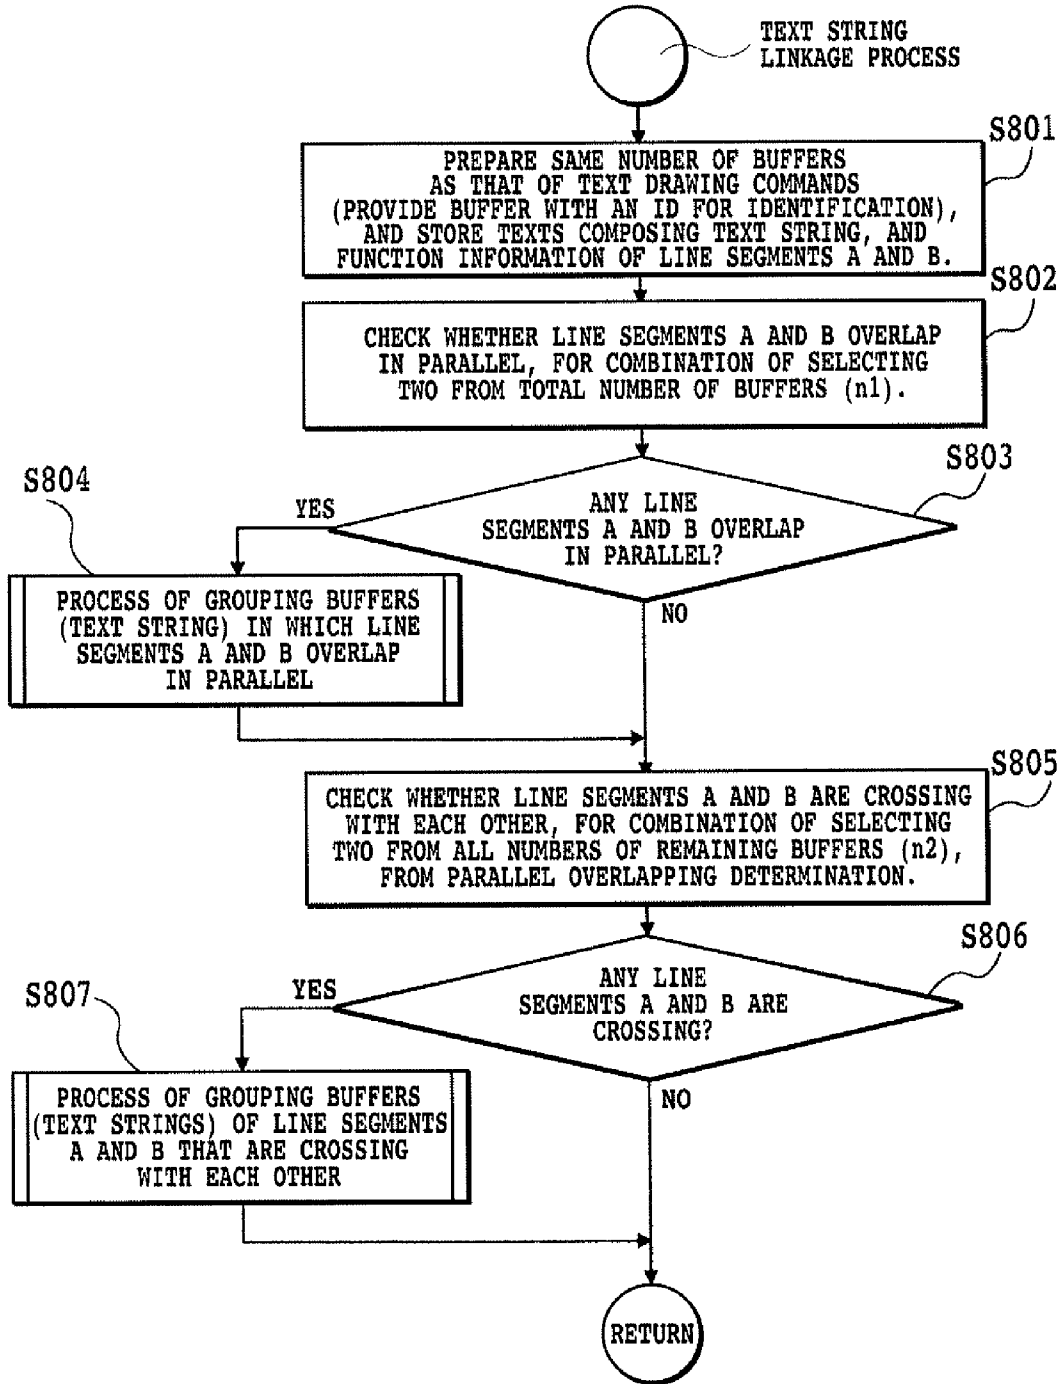 TEXT STRING
LINKAGE PROCESS
S801
PREPARE SAME NUMBER OF BUFFERS
AS THAT OF TEXT DRAWING COMMANDS
(PROVIDE BUFFER WITH AN ID FOR IDENTIFICATION),
AND STORE TEXTS COMPOSING TEXT STRING, AND
FUNCTION INFORMATION OF LINE SEGMENTS A AND B.
S802
CHECK WHETHER LINE SEGMENTS A AND B OVERLAP
IN PARALLEL, FOR COMBINATION OF SELECTING
TWO FROM TOTAL NUMBER OF BUFFERS (n1).
S803
ANY LINE
SEGMENTS A AND B OVERLAP
IN PARALLEL?
YES
NO
S804
PROCESS OF GROUPING BUFFERS
(TEXT STRING) IN WHICH LINE
SEGMENTS A AND B OVERLAP
IN PARALLEL
S805
CHECK WHETHER LINE SEGMENTS A AND B ARE CROSSING
WITH EACH OTHER, FOR COMBINATION OF SELECTING
TWO FROM ALL NUMBERS OF REMAINING BUFFERS (n2),
FROM PARALLEL OVERLAPPING DETERMINATION.
S806
ANY LINE
SEGMENTS A AND B ARE
CROSSING?
YES
NO
S807
PROCESS OF GROUPING BUFFERS
(TEXT STRINGS) OF LINE SEGMENTS
A AND B THAT ARE CROSSING
WITH EACH OTHER
RETURN